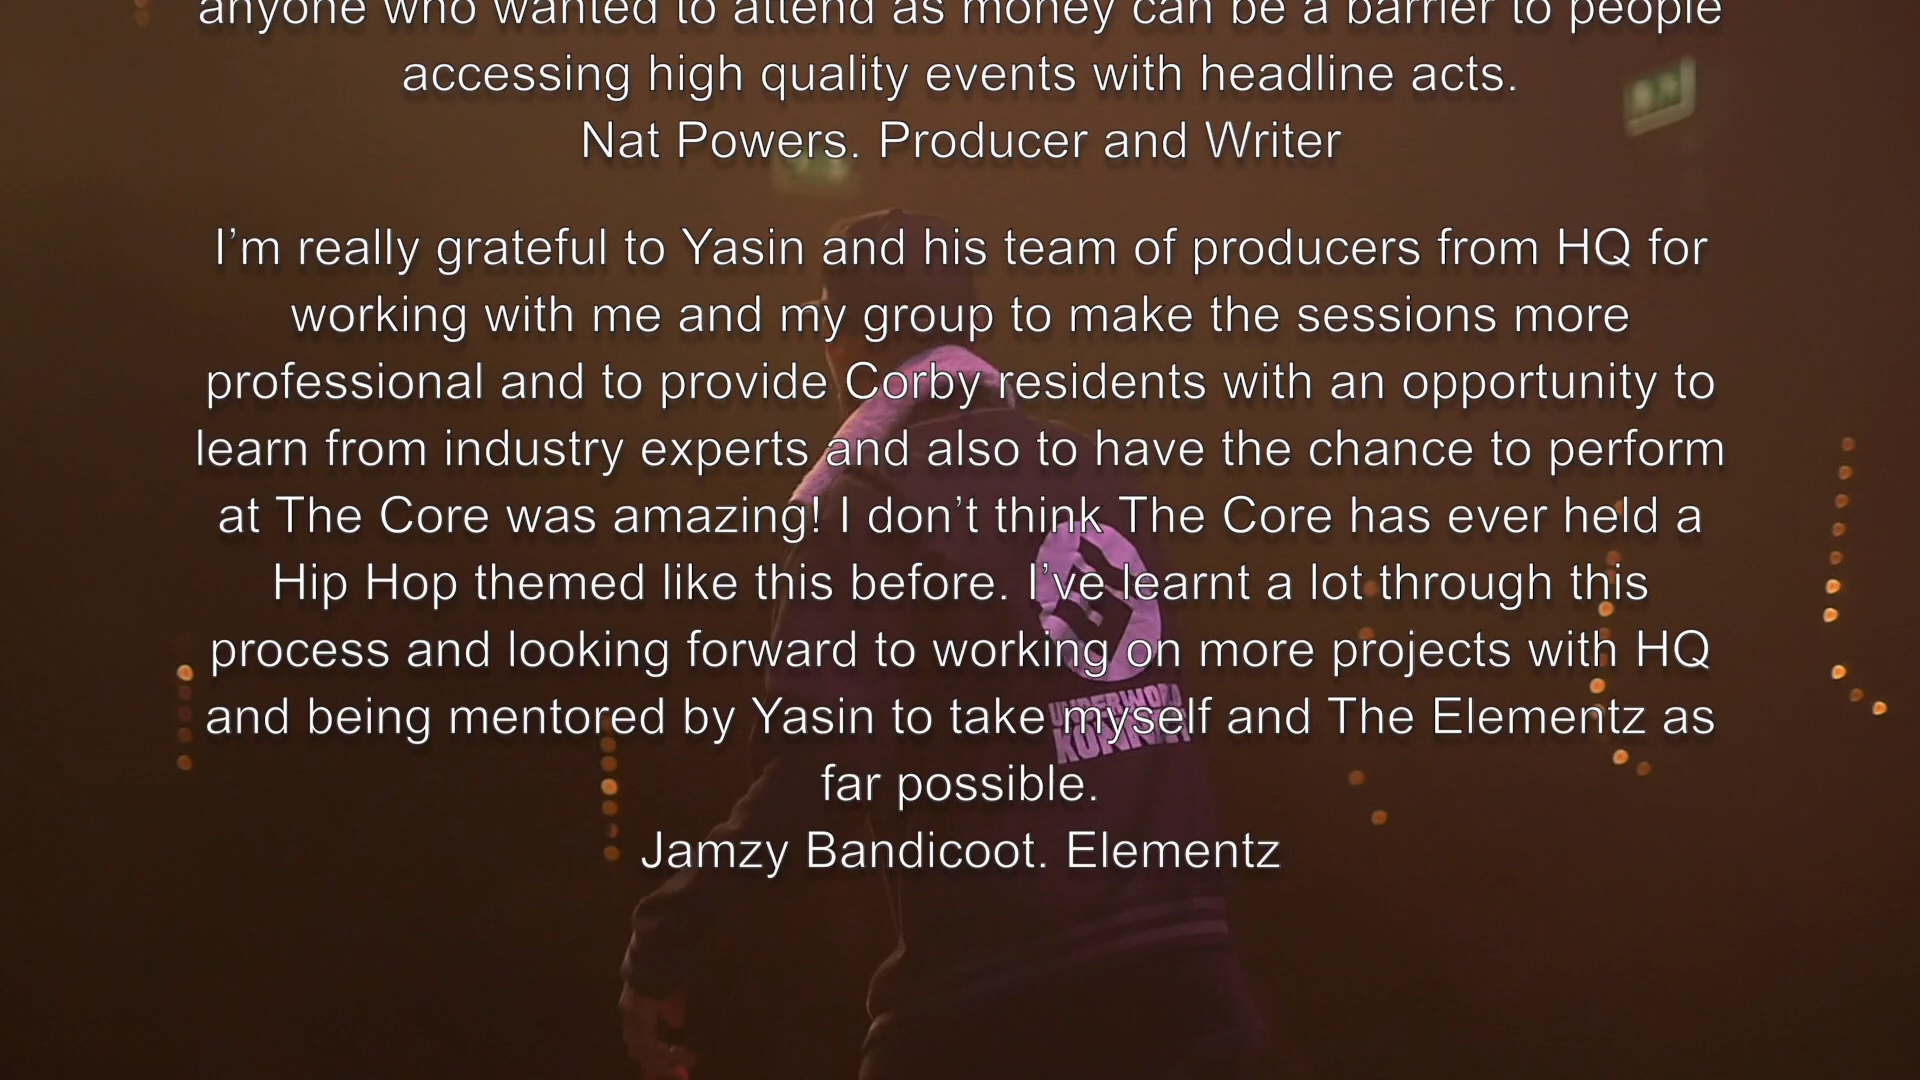 anyone who wanted to attend as money can be a barrier to people
accessing high quality events with headline acts.
Nat Powers. Producer and Writer
I’m really grateful to Yasin and his team of producers from HQ for
working with me and my group to make the sessions more
professional and to provide Corby residents with an opportunity to
learn from industry experts and also to have the chance to perform
at The Core was amazing! I don’t think The Core has ever held a
Hip Hop themed like this before. I’ve learnt a lot through this
process and looking forward to working on more projects with HQ
and being mentored by Yasin to take myself and The Elementz as
far possible.
Jamzy Bandicoot. Elementz